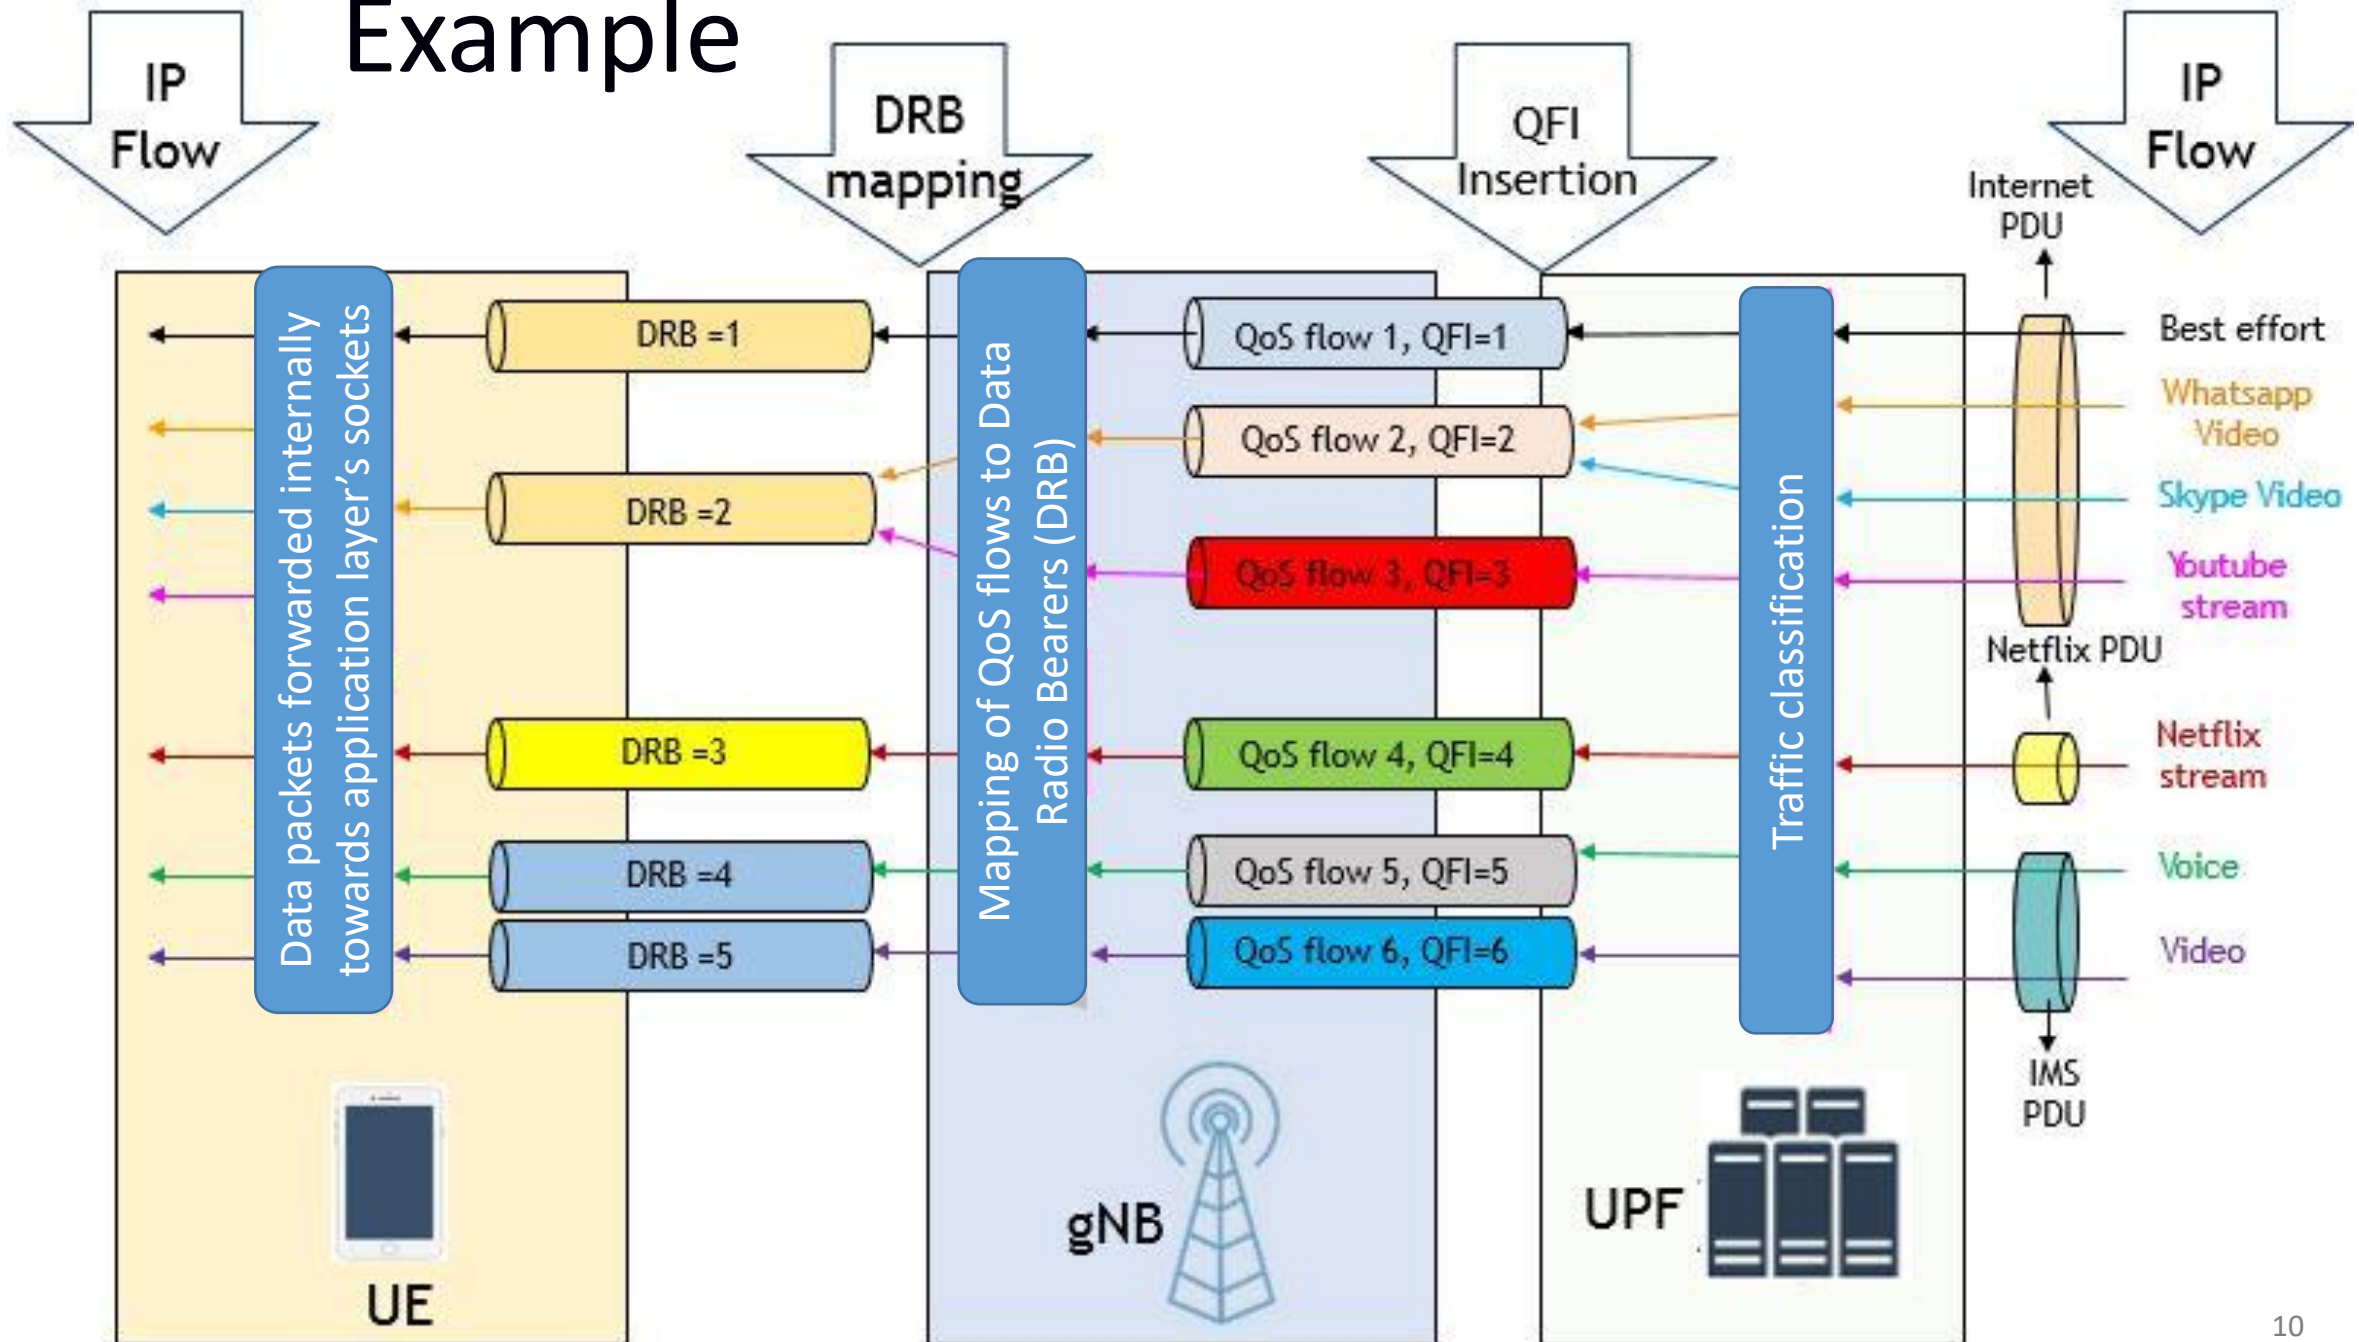 Example
IP
Flow
DRB
mapping
QFI
Insertion
IP
Flow
Internet
PDU
Data packets forwarded internally
towards application layer’s sockets
DRB =1
DRB =2
DRB =3
DRB =4
DRB =5
Mapping of QoS flows to Data
Radio Bearers (DRB)
QoS flow 1, QFI=1
QoS flow 2, QFI=2
QoS flow 3, QFI=3
QoS flow 4, QFI=4
QoS flow 5, QFI=5
QoS flow 6, QFI=6
Traffic classification
Best effort
Whatsapp
Video
Skype Video
Youtube
stream
Netflix PDU
Netflix
stream
Voice
Video
IMS
PDU
UE
gNB
UPF
10